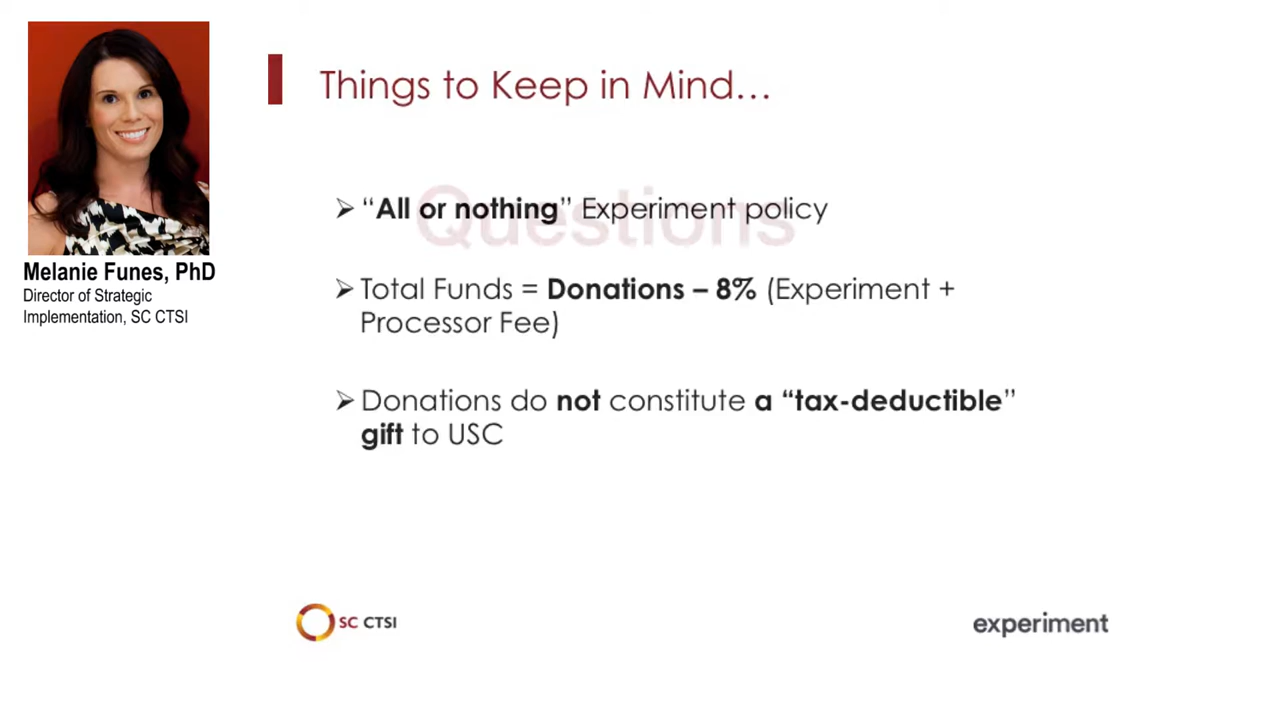 Things to Keep in Mind…
Questions
➢ “All or nothing” Experiment policy
➢ Total Funds = Donations – 8% (Experiment +
Processor Fee)
➢ Donations do not constitute a “tax-deductible”
gift to USC
Melanie Funes, PhD
Director of Strategic
Implementation, SC CTSI
SC CTSI
experiment